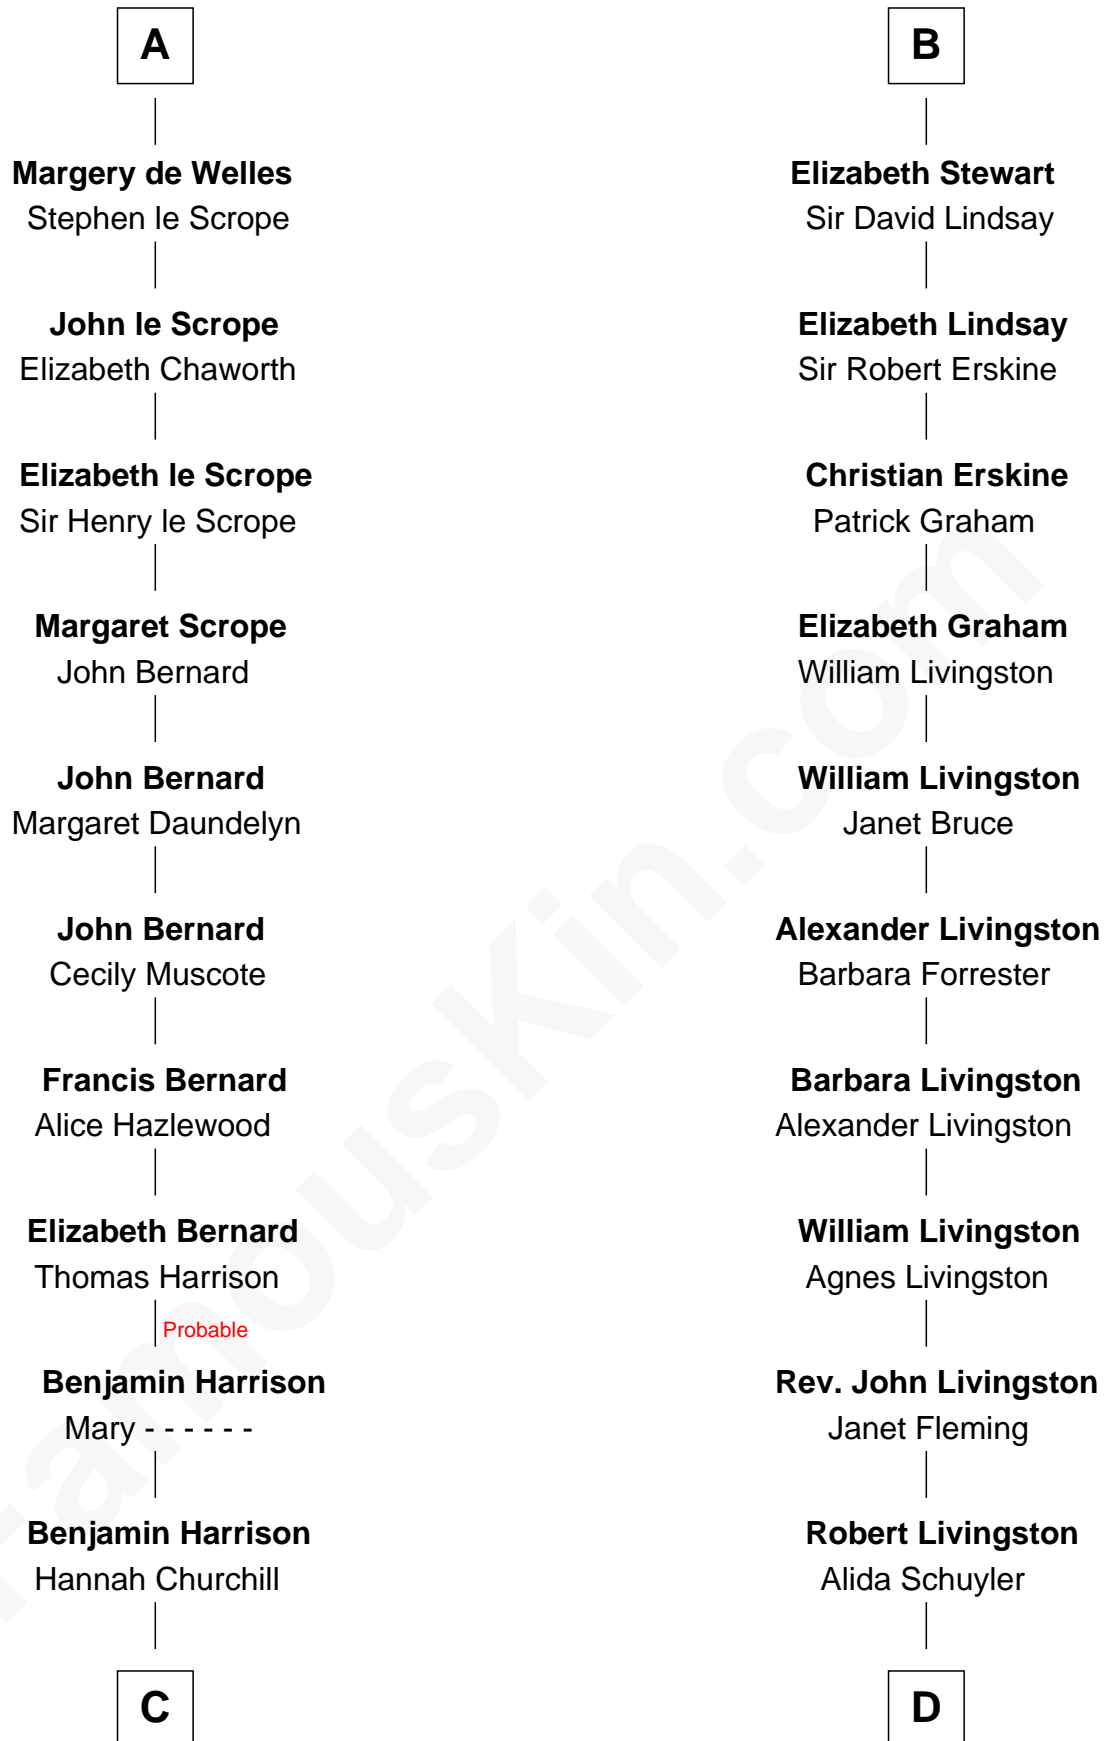 A
Margery de Welles
Stephen le Scrope
John le Scrope
Elizabeth Chaworth
Elizabeth le Scrope
Sir Henry le Scrope
Margaret Scrope
John Bernard
John Bernard
Margaret Daundelyn
John Bernard
Cecily Muscote
Francis Bernard
Alice Hazlewood
Elizabeth Bernard
Thomas Harrison
Probable
Benjamin Harrison
Mary - - - - - -
Benjamin Harrison
Hannah Churchill
C
B
Elizabeth Stewart
Sir David Lindsay
Elizabeth Lindsay
Sir Robert Erskine
Christian Erskine
Patrick Graham
Elizabeth Graham
William Livingston
William Livingston
Janet Bruce
Alexander Livingston
Barbara Forrester
Barbara Livingston
Alexander Livingston
William Livingston
Agnes Livingston
Rev. John Livingston
Janet Fleming
Robert Livingston
Alida Schuyler
D
FamousKin.com